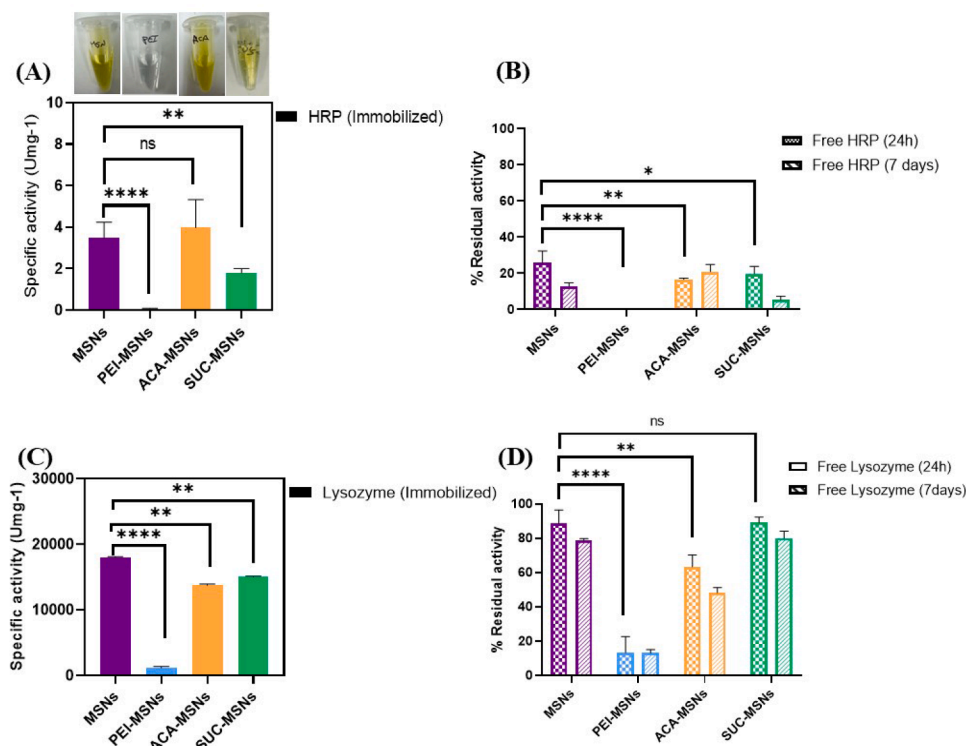 MSN
PEI
ACA
(A)
HRP (Immobilized)
Specific activity (Umg-1)
10
8
6
4
2
0
**
ns
****
MSNs
PEI-MSNs
ACA-MSNs
SUC-MSNs
(B)
Free HRP (24h)
Free HRP (7 days)
% Residual activity
100
80
60
40
20
0
*
**
****
MSNs
PEI-MSNs
ACA-MSNs
SUC-MSNs
(C)
Lysozyme (Immobilized)
Specific activity (Umg-1)
30000
20000
10000
0
**
**
****
MSNs
PEI-MSNs
ACA-MSNs
SUC-MSNs
(D)
Free Lysozyme (24h)
Free Lysozyme (7days)
% Residual activity
100
80
60
40
20
0
ns
**
****
MSNs
PEI-MSNs
ACA-MSNs
SUC-MSNs